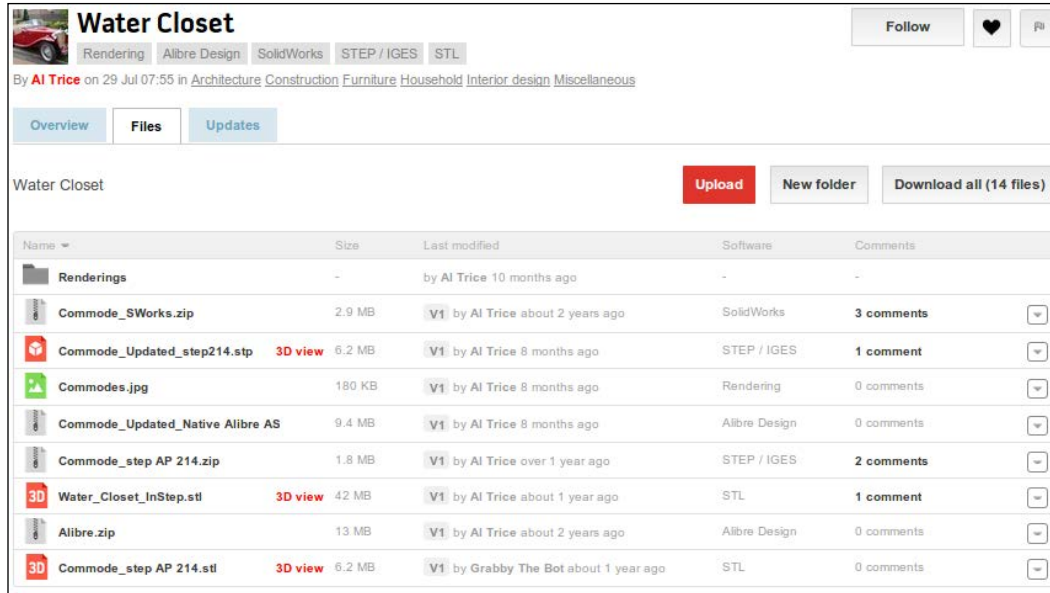 Water Closet
Rendering Alibre Design SolidWorks STEP / IGES STL
By Al Trice on 29 Jul 07:55 in Architecture Construction Furniture Household Interior design Miscellaneous
Follow
Overview Files Updates
Water Closet
Upload New folder Download all (14 files)
Name Size Last modified Software Comments
Renderings - by Al Trice 10 months ago - -
Commode_SWorks.zip 2.9 MB V1 by Al Trice about 2 years ago SolidWorks 3 comments
Commode_Updated_step214.stp 3D view 6.2 MB V1 by Al Trice 8 months ago STEP / IGES 1 comment
Commodes.jpg 180 KB V1 by Al Trice 8 months ago Rendering 0 comments
Commode_Updated_Native Alibre AS 9.4 MB V1 by Al Trice 8 months ago Alibre Design 0 comments
Commode_step AP 214.zip 1.8 MB V1 by Al Trice over 1 year ago STEP / IGES 2 comments
3D Water_Closet_InStep.stl 3D view 42 MB V1 by Al Trice about 1 year ago STL 1 comment
Alibre.zip 13 MB V1 by Al Trice about 2 years ago Alibre Design 0 comments
3D Commode_step AP 214.stl 3D view 6.2 MB V1 by Grabby The Bot about 1 year ago STL 0 comments